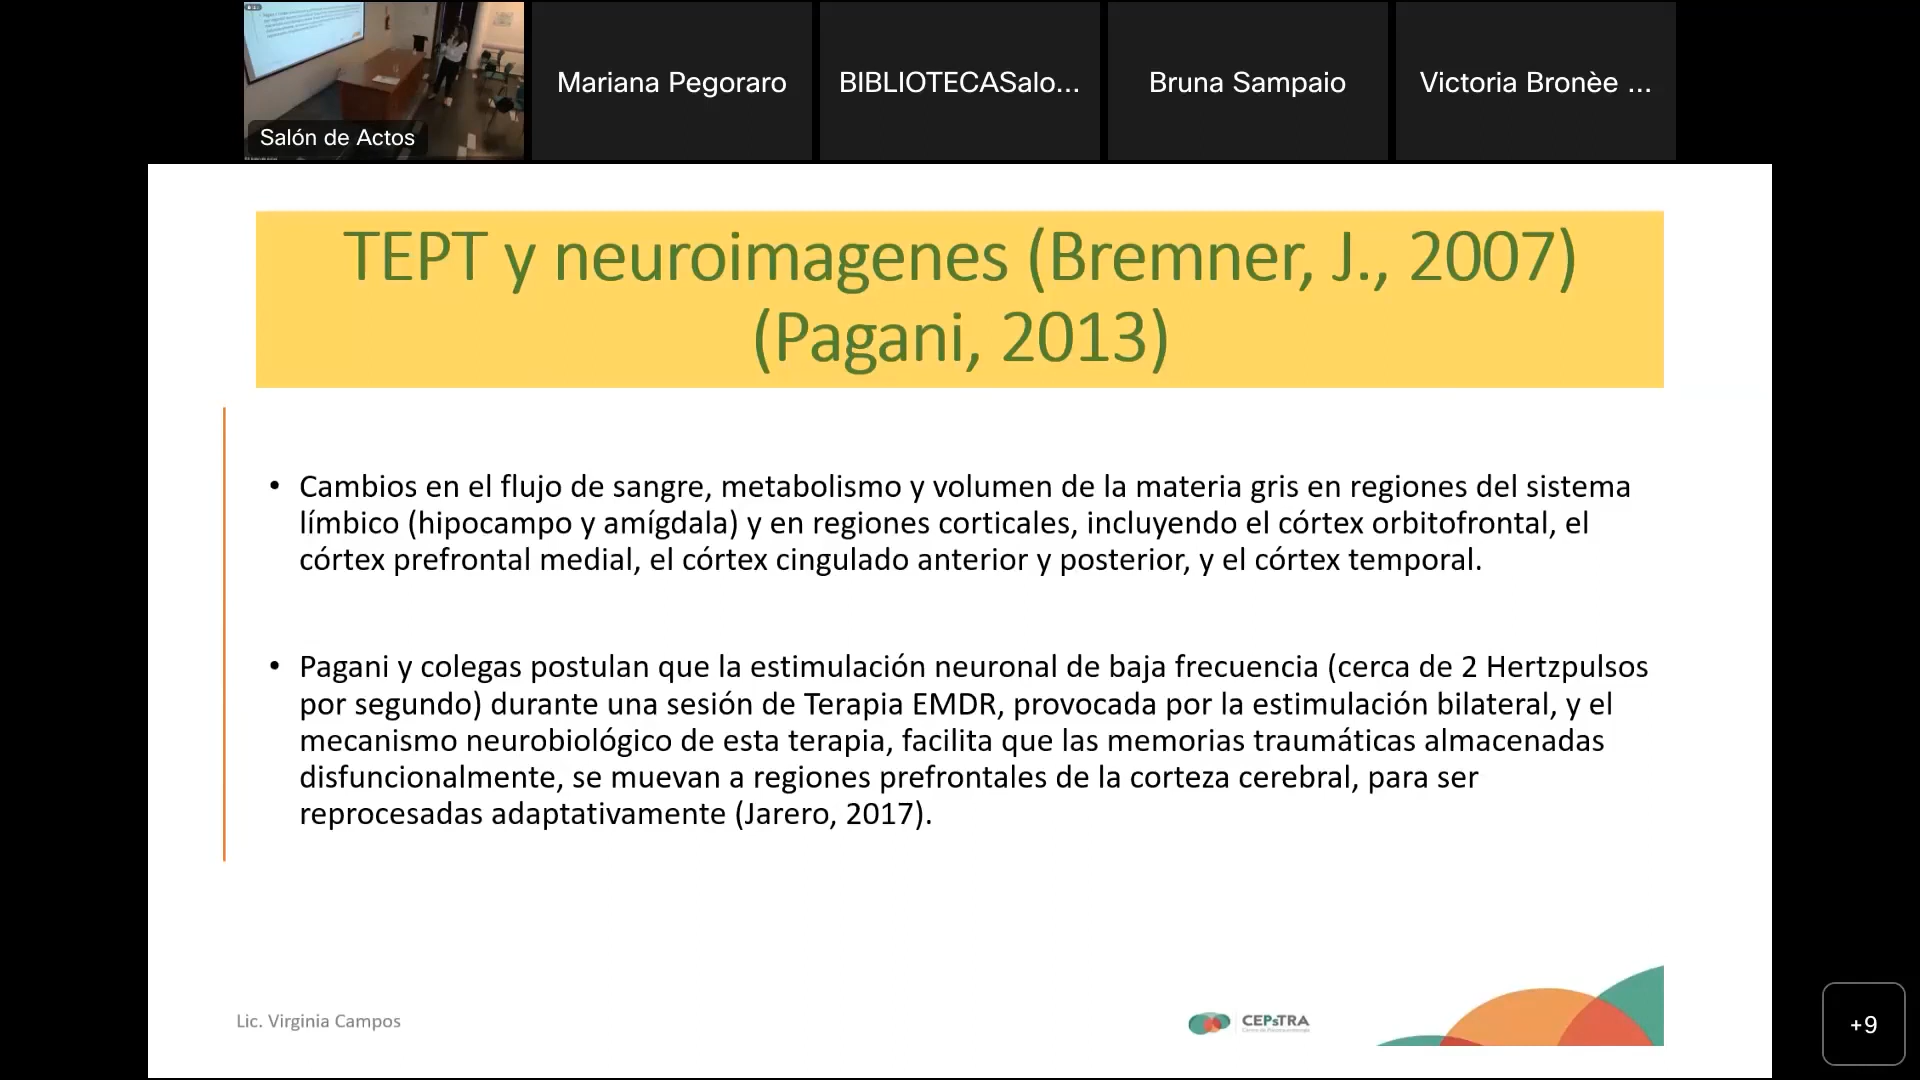 Salón de Actos
Mariana Pegoraro
BIBLIOTECASalo...
Bruna Sampaio
Victoria Bronèe ...
TEPT y neuroimagenes (Bremner, J., 2007)
(Pagani, 2013)
• Cambios en el flujo de sangre, metabolismo y volumen de la materia gris en regiones del sistema
límbico (hipocampo y amígdala) y en regiones corticales, incluyendo el córtex orbitofrontal, el
córtex prefrontal medial, el córtex cingulado anterior y posterior, y el córtex temporal.
• Pagani y colegas postulan que la estimulación neuronal de baja frecuencia (cerca de 2 Hertzpulsos
por segundo) durante una sesión de Terapia EMDR, provocada por la estimulación bilateral, y el
mecanismo neurobiológico de esta terapia, facilita que las memorias traumáticas almacenadas
disfuncionalmente, se muevan a regiones prefrontales de la corteza cerebral, para ser
reprocesadas adaptativamente (Jarero, 2017).
Lic. Virginia Campos
CEPsTRA
+9